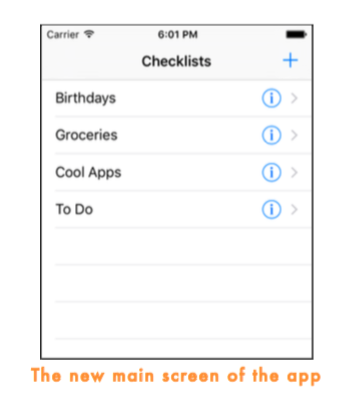 Carrier 6:01 PM
Checklists +
Birthdays
Groceries
Cool Apps
To Do
The new main screen of the app